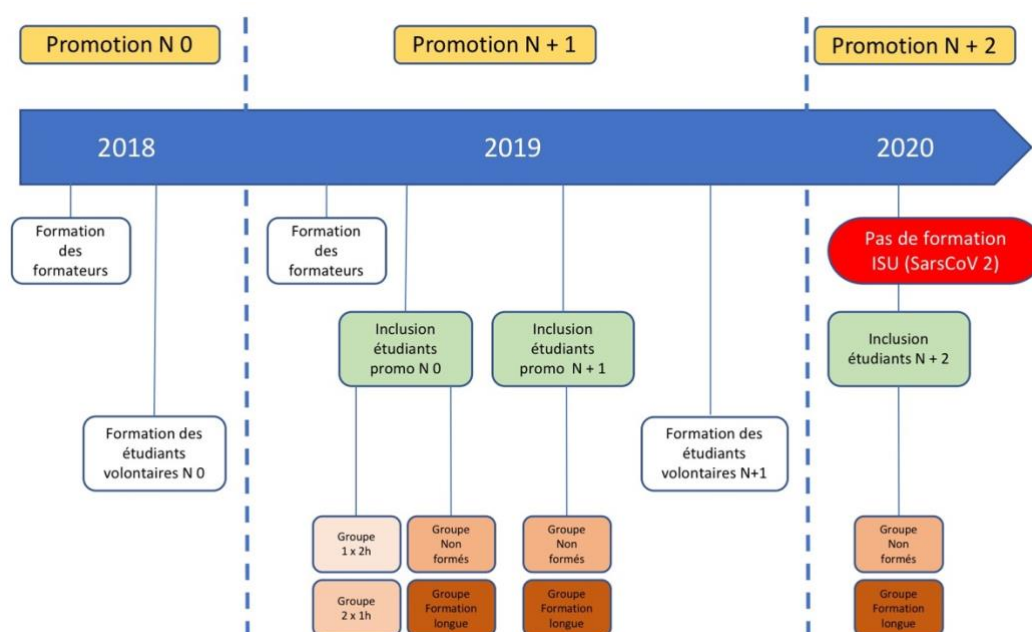 Promotion N 0
Promotion N + 1
Promotion N + 2
2018
2019
2020
Formation
des
formateurs
Formation
des
formateurs
Pas de formation
ISU (SarsCoV 2)
Inclusion
étudiants
promo N 0
Inclusion
étudiants
promo N + 1
Inclusion
étudiants N + 2
Formation des
étudiants
volontaires N 0
Formation des
étudiants
volontaires N+1
Groupe
1 x 2h
Groupe
Non
formés
Groupe
Non
formés
Groupe
Non
formés
Groupe
2 x 1h
Groupe
Formation
longue
Groupe
Formation
longue
Groupe
Formation
longue